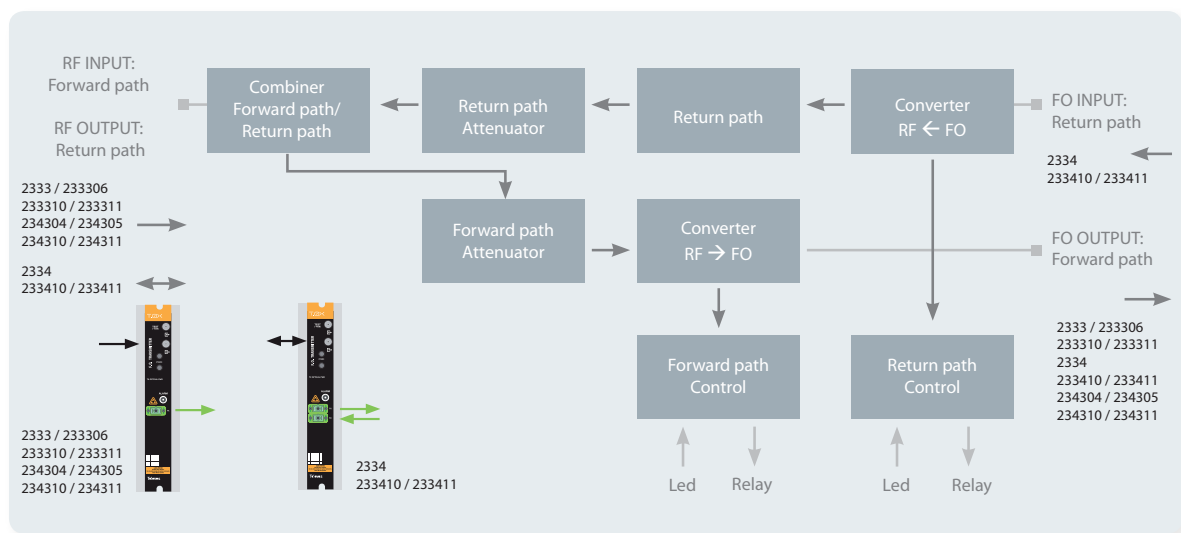 RF INPUT:
Forward path
RF OUTPUT:
Return path
Combiner
Forward path/
Return path
Return path
Attenuator
Return path
Converter
RF ← FO
FO INPUT:
Return path
2334
233410 / 233411
2333 / 233306
233310 / 233311
234304 / 234305
234310 / 234311
2334
233410 / 233411
Forward path
Attenuator
Converter
RF → FO
FO OUTPUT:
Forward path
2333 / 233306
233310 / 233311
2334
233410 / 233411
234304 / 234305
234310 / 234311
Forward path
Control
Return path
Control
Led
Relay
Led
Relay
2333 / 233306
233310 / 233311
234304 / 234305
234310 / 234311
2334
233410 / 233411
Televes